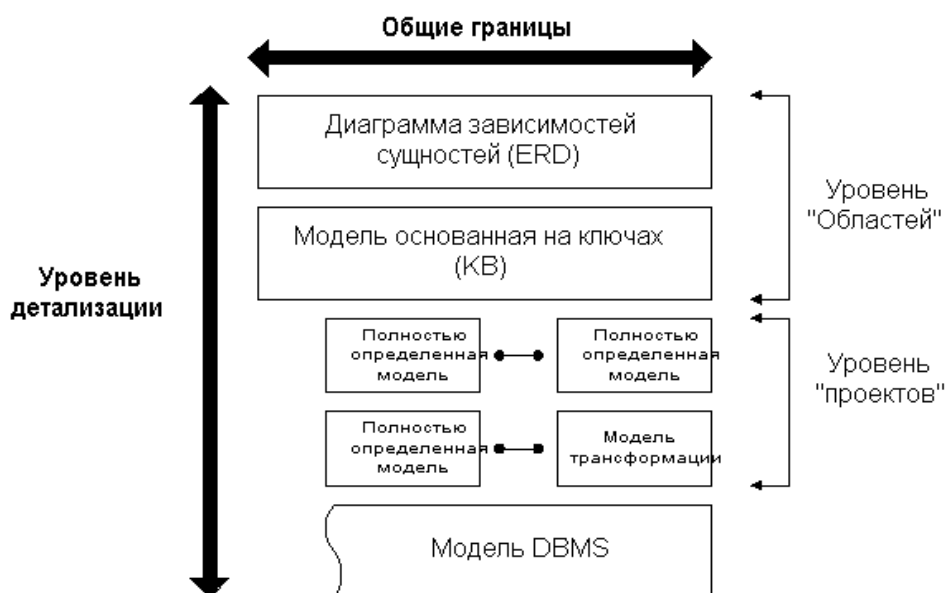 Общие границы
Диаграмма зависимостей
сущностей (ERD)
Уровень
"Областей"
Модель основанная на ключах
(KB)
Уровень
детализации
Полностью
определенная
модель
Полностью
определенная
модель
Уровень
"проектов"
Полностью
определенная
модель
Модель
трансформации
Модель DBMS